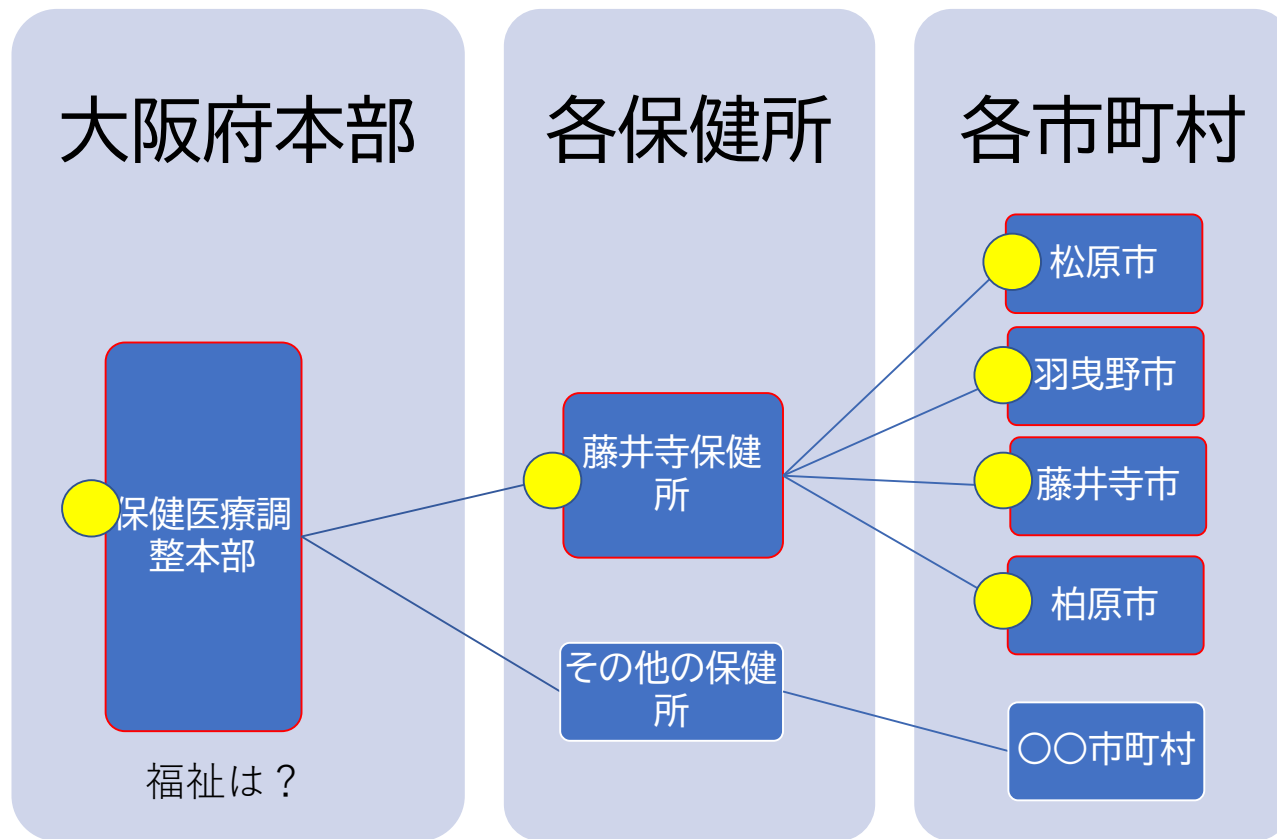 大阪府本部
各保健所
各市町村
保健医療調
整本部
福祉は？
藤井寺保健
所
その他の保健
所
松原市
羽曳野市
藤井寺市
柏原市
〇〇市町村